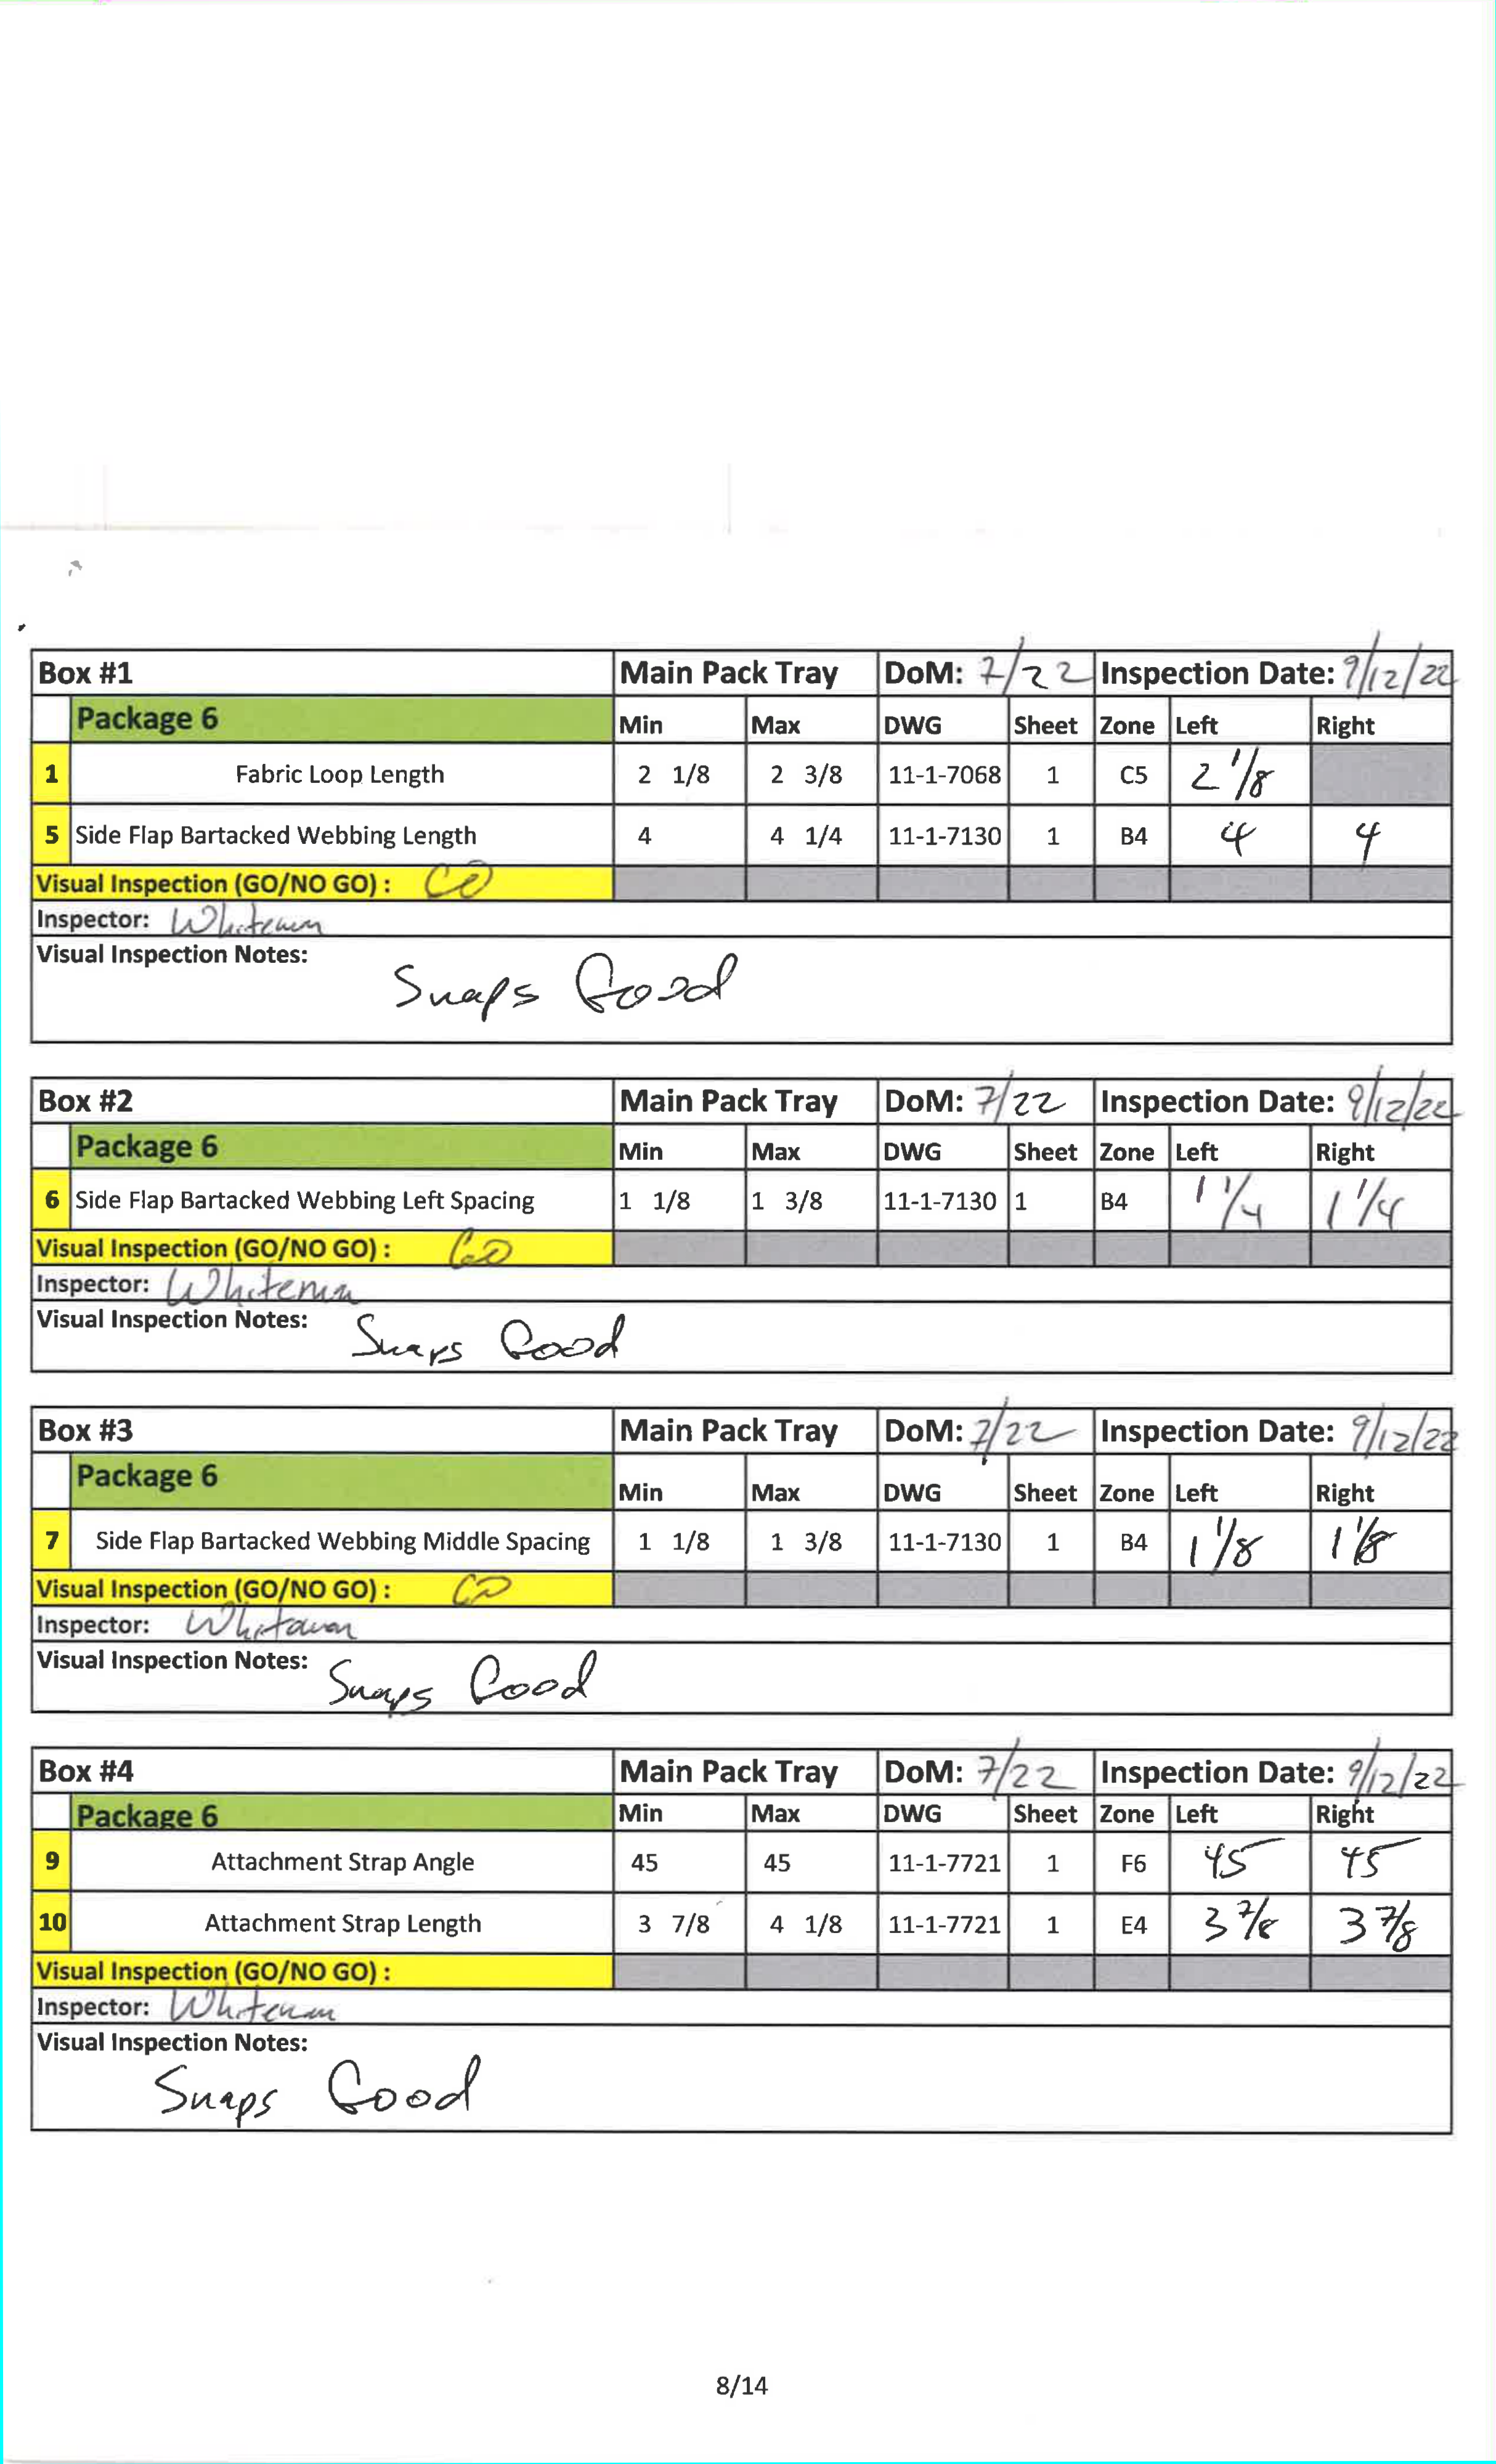 Box #1 Main Pack Tray DoM: 7/22 Inspection Date: 9/12/22
Package 6 Min Max DWG Sheet Zone Left Right
1 Fabric Loop Length 2 1/8 2 3/8 11-1-7068 1 C5 2 1/8
5 Side Flap Bartacked Webbing Length 4 4 1/4 11-1-7130 1 B4 4 4
Visual Inspection (GO/NO GO) : GO
Inspector: Whiteman
Visual Inspection Notes:
Snaps Good
Box #2 Main Pack Tray DoM: 7/22 Inspection Date: 9/12/22
Package 6 Min Max DWG Sheet Zone Left Right
6 Side Flap Bartacked Webbing Left Spacing 1 1/8 1 3/8 11-1-7130 1 B4 1 1/4 1 1/4
Visual Inspection (GO/NO GO) : GO
Inspector: Whiteman
Visual Inspection Notes: Snaps Good
Box #3 Main Pack Tray DoM: 7/22 Inspection Date: 9/12/22
Package 6 Min Max DWG Sheet Zone Left Right
7 Side Flap Bartacked Webbing Middle Spacing 1 1/8 1 3/8 11-1-7130 1 B4 1 1/8 1 1/8
Visual Inspection (GO/NO GO) : GO
Inspector: Whiteman
Visual Inspection Notes: Snaps Good
Box #4 Main Pack Tray DoM: 7/22 Inspection Date: 9/12/22
Package 6 Min Max DWG Sheet Zone Left Right
9 Attachment Strap Angle 45 45 11-1-7721 1 F6 45 45
10 Attachment Strap Length 3 7/8 4 1/8 11-1-7721 1 E4 3 7/8 3 7/8
Visual Inspection (GO/NO GO) :
Inspector: Whiteman
Visual Inspection Notes:
Snaps Good
8/14